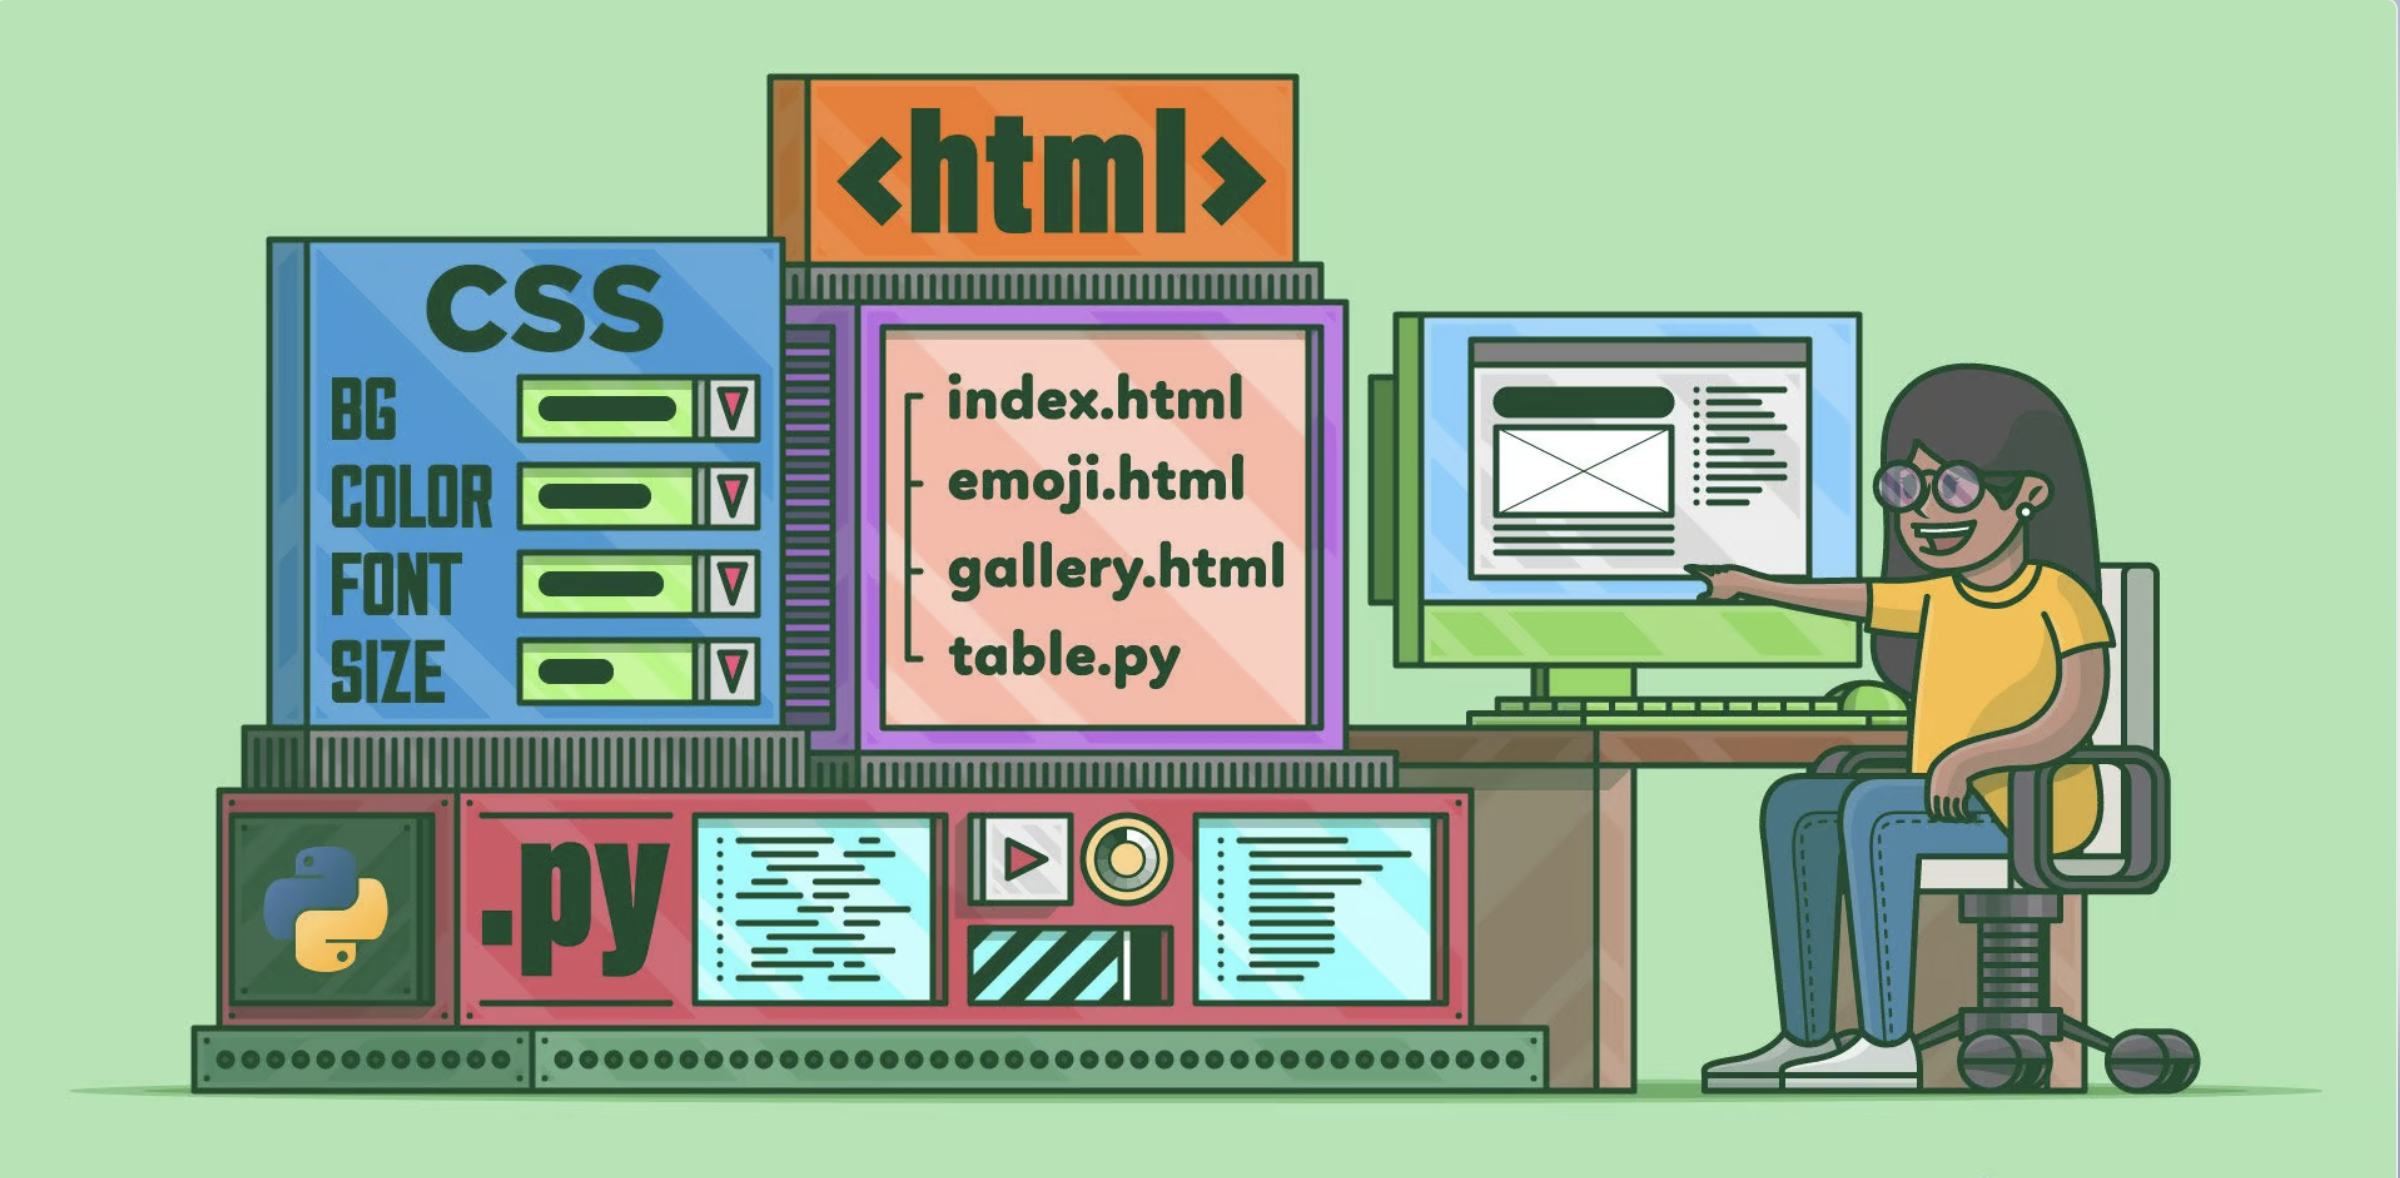 <html>
CSS
BG
COLOR
FONT
SIZE
index.html
emoji.html
gallery.html
table.py
.py